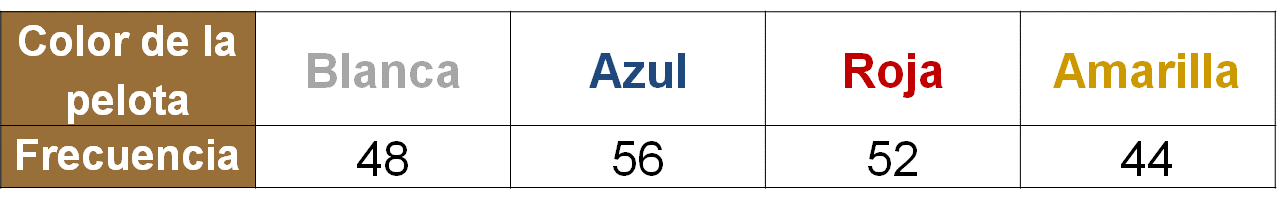 Color de la pelota Blanca Azul Roja Amarilla
Frecuencia 48 56 52 44